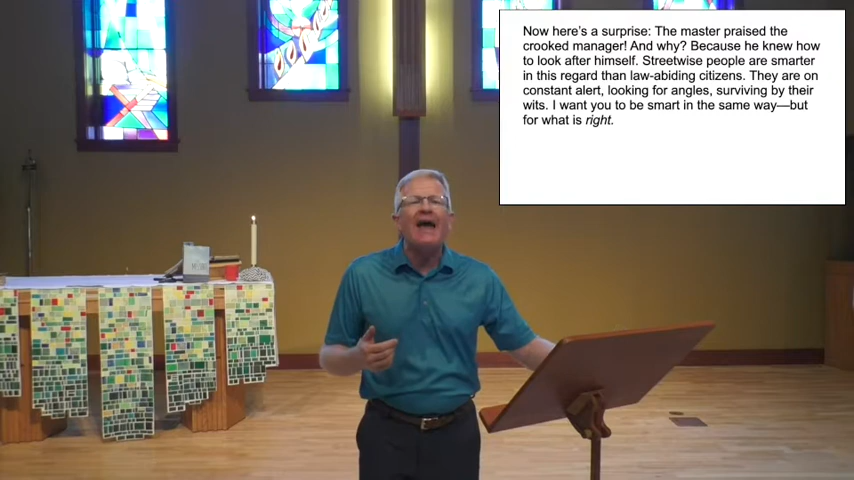 Now here's a surprise: The master praised the
crooked manager! And why? Because he knew how
to look after himself. Streetwise people are smarter
in this regard than law-abiding citizens. They are on
constant alert, looking for angles, surviving by their
wits. I want you to be smart in the same way—but
for what is right.